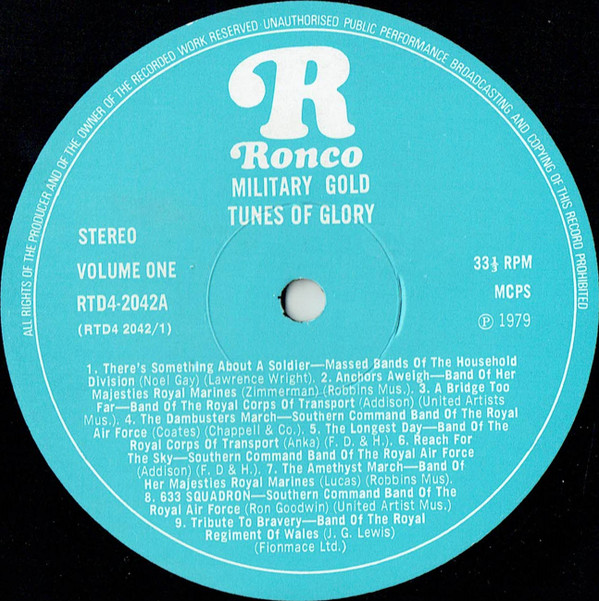 ALL RIGHTS OF THE PRODUCER AND OF THE OWNER OF THE RECORDED WORK RESERVED · UNAUTHORISED PUBLIC PERFORMANCE BROADCASTING AND COPYING OF THIS RECORD PROHIBITED
R
Ronco
MILITARY GOLD
TUNES OF GLORY
STEREO
VOLUME ONE
RTD4-2042A
(RTD4 2042/1)
33⅓ RPM
MCPS
Ⓟ 1979
1. There's Something About A Soldier—Massed Bands Of The Household
Division (Noel Gay) (Lawrence Wright). 2. Anchors Aweigh—Band Of Her
Majesties Royal Marines (Zimmerman) (Robbins Mus.). 3. A Bridge Too
Far—Band Of The Royal Corps Of Transport (Addison) (United Artists
Mus.). 4. The Dambusters March—Southern Command Band Of The Royal
Air Force (Coates) (Chappell & Co.). 5. The Longest Day—Band Of The
Royal Corps Of Transport (Anka) (F. D. & H.). 6. Reach For
The Sky—Southern Command Band Of The Royal Air Force
(Addison) (F. D & H.). 7. The Amethyst March—Band Of
Her Majesties Royal Marines (Lucas) (Robbins Mus).
8. 633 SQUADRON—Southern Command Band Of The
Royal Air Force (Ron Goodwin) (United Artist Mus.)
9. Tribute To Bravery—Band Of The Royal
Regiment Of Wales (J. G. Lewis)
(Fionmace Ltd.)